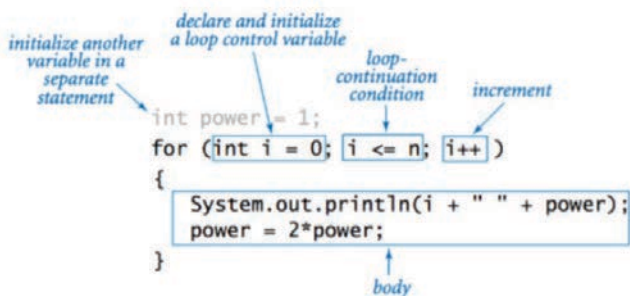 declare and initialize
a loop control variable
initialize another
variable in a
separate
statement
loop-
continuation
condition
increment
int power = 1;
for (int i = 0; i <= n; i++ )
{
System.out.println(i + " " + power);
power = 2*power;
}
body